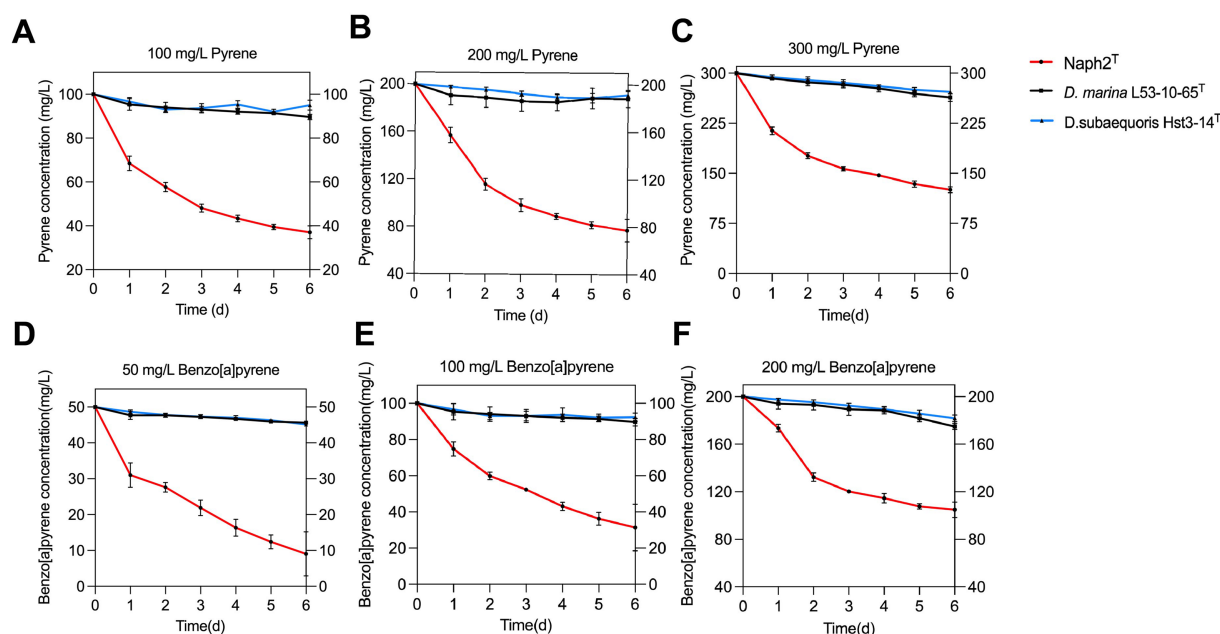 A
100 mg/L Pyrene
Pyrene concentration (mg/L)
100
80
60
40
20
100
80
60
40
20
0 1 2 3 4 5 6
Time (d)
B
200 mg/L Pyrene
Pyrene concentration (mg/L)
200
160
120
80
40
200
160
120
80
40
0 1 2 3 4 5 6
Time (d)
C
300 mg/L Pyrene
Pyrene concentration (mg/L)
300
225
150
75
0
300
225
150
75
0
0 1 2 3 4 5 6
Time(d)
Naph2ᵀ
D. marina L53-10-65ᵀ
D.subaequoris Hst3-14ᵀ
D
50 mg/L Benzo[a]pyrene
Benzo[a]pyrene concentration(mg/L)
50
40
30
20
10
0
50
40
30
20
10
0
0 1 2 3 4 5 6
Time(d)
E
100 mg/L Benzo[a]pyrene
Benzo[a]pyrene concentration(mg/L)
100
80
60
40
20
0
100
80
60
40
20
0
0 1 2 3 4 5 6
Time(d)
F
200 mg/L Benzo[a]pyrene
Benzo[a]pyrene concentration(mg/L)
200
160
120
80
40
200
160
120
80
40
0 1 2 3 4 5 6
Time(d)